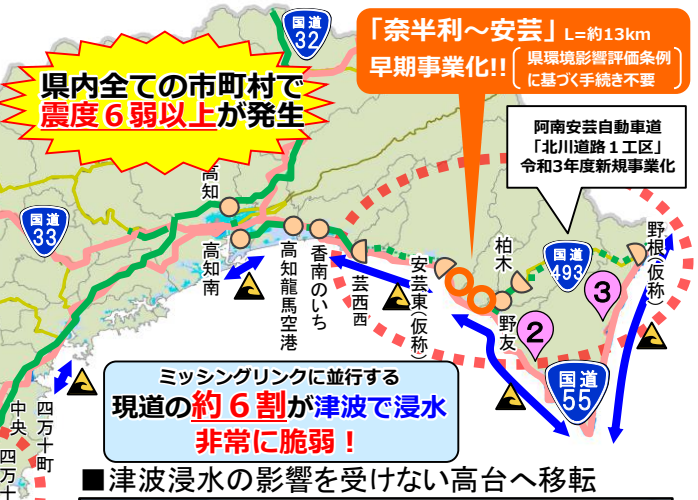 国道
32
「奈半利～安芸」 L=約13km
早期事業化!!
県環境影響評価条例
に基づく手続き不要
県内全ての市町村で
震度６弱以上が発生
阿南安芸自動車道
「北川道路１工区」
令和3年度新規事業化
国道
33
高知
高知南
高知龍馬空港
香南のいち
芸西西
安芸東(仮称)
柏木
野友
国道
493
野根(仮称)
2
3
国道
55
ミッシングリンクに並行する
現道の約６割が津波で浸水
非常に脆弱！
四万十町
中央
四万十
■津波浸水の影響を受けない高台へ移転